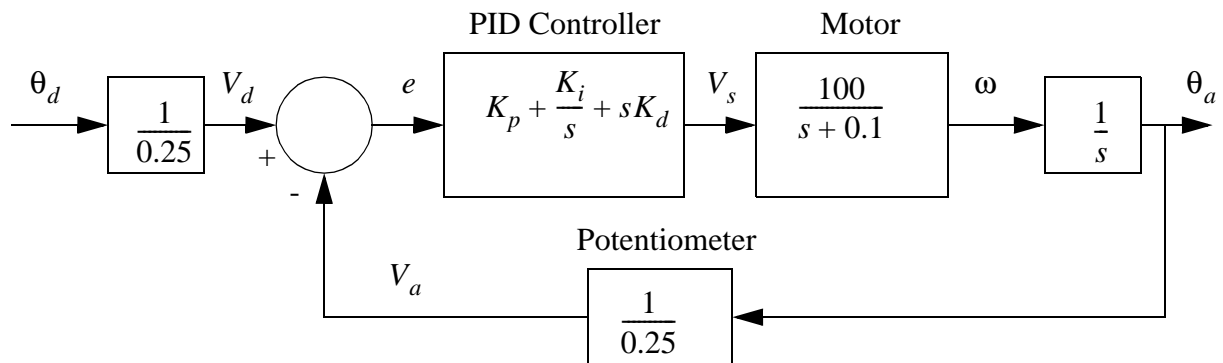 PID Controller
Motor
θd
1
0.25
Vd
+
-
e
Kp + Ki/s + sKd
Vs
100
s + 0.1
ω
1
s
θa
Potentiometer
Va
1
0.25